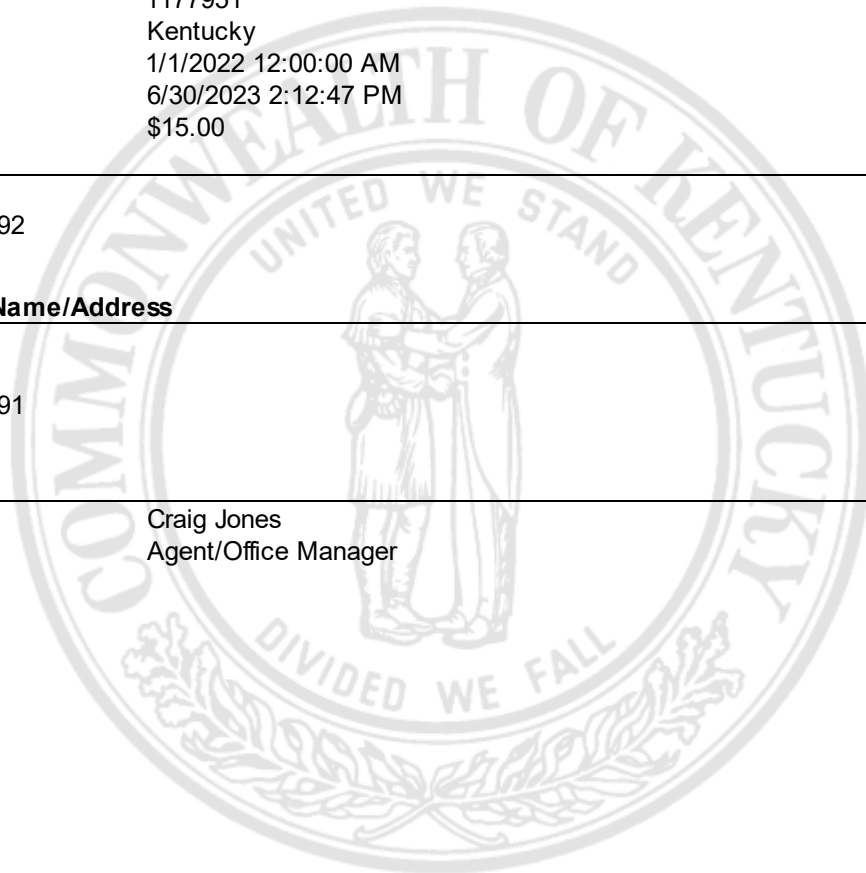 1177951
Kentucky
1/1/2022 12:00:00 AM
6/30/2023 2:12:47 PM
$15.00
92
Name/Address
91
Craig Jones
Agent/Office Manager
COMMONWEALTH OF KENTUCKY
UNITED WE STAND
DIVIDED WE FALL